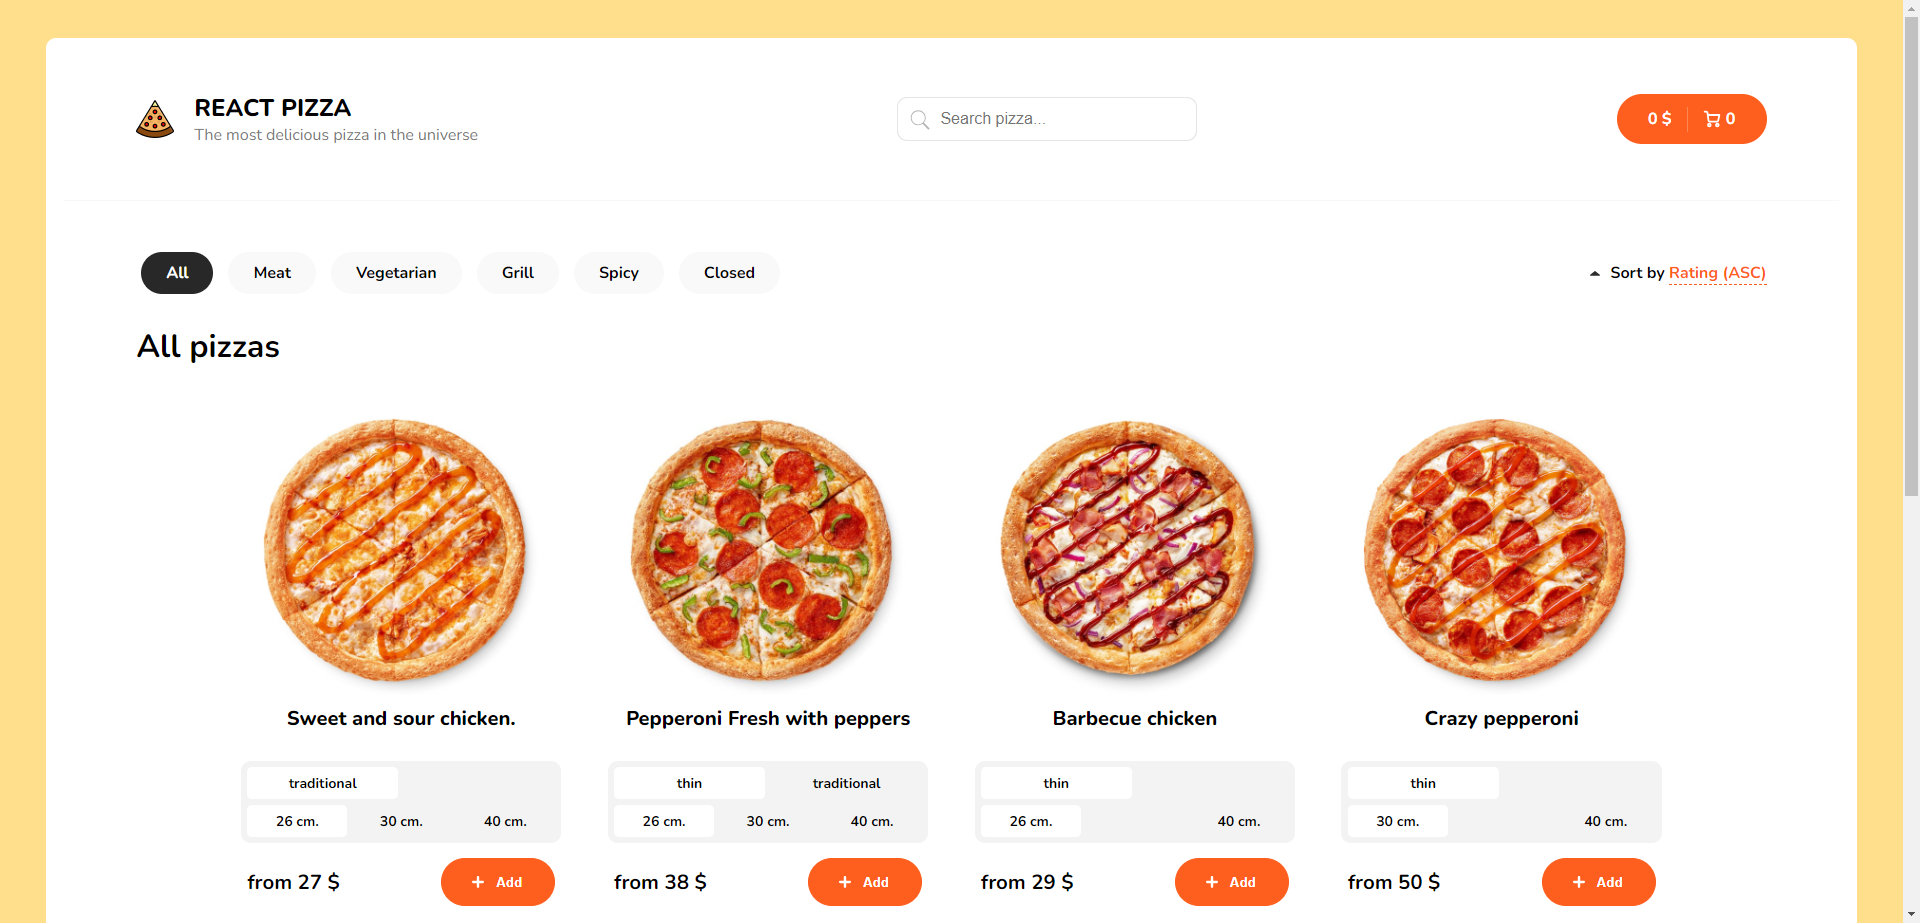 REACT PIZZA
The most delicious pizza in the universe
Search pizza...
0 $ 0
All Meat Vegetarian Grill Spicy Closed
Sort by Rating (ASC)
All pizzas
Sweet and sour chicken. Pepperoni Fresh with peppers Barbecue chicken Crazy pepperoni
traditional thin traditional thin thin
26 cm. 30 cm. 40 cm. 26 cm. 30 cm. 40 cm. 26 cm. 40 cm. 30 cm. 40 cm.
from 27 $ + Add from 38 $ + Add from 29 $ + Add from 50 $ + Add